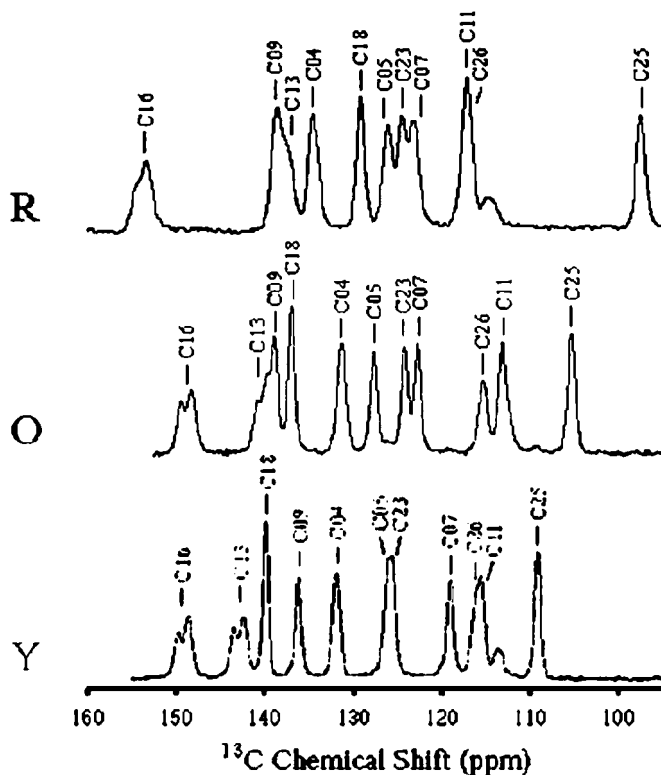 C16 C09 C13 C04 C18 C05 C23 C07 C11 C26 C25
R
C16 C13 C09 C18 C04 C05 C23 C07 C26 C11 C25
O
C16 C13 C18 C09 C04 C05 C23 C07 C26 C11 C25
Y
160 150 140 130 120 110 100
13C Chemical Shift (ppm)